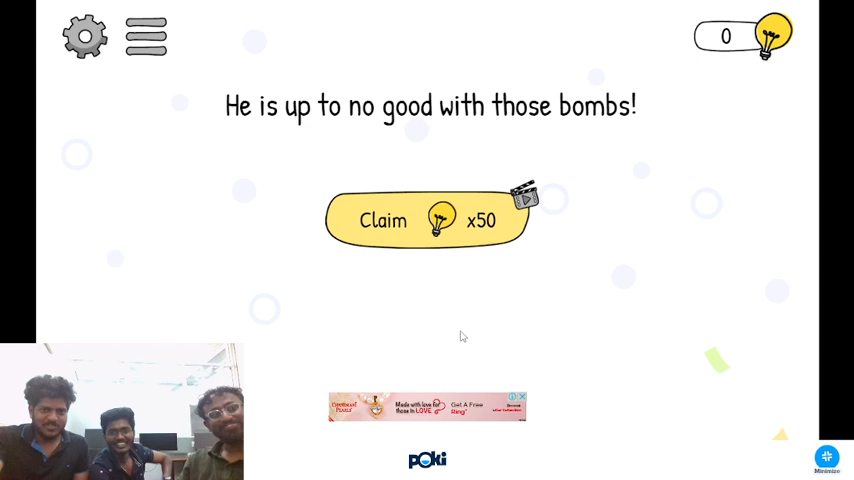 0
He is up to no good with those bombs!
Claim x50
Made with love for
those in LOVE
Get A Free
Ring*
poki
Minimize